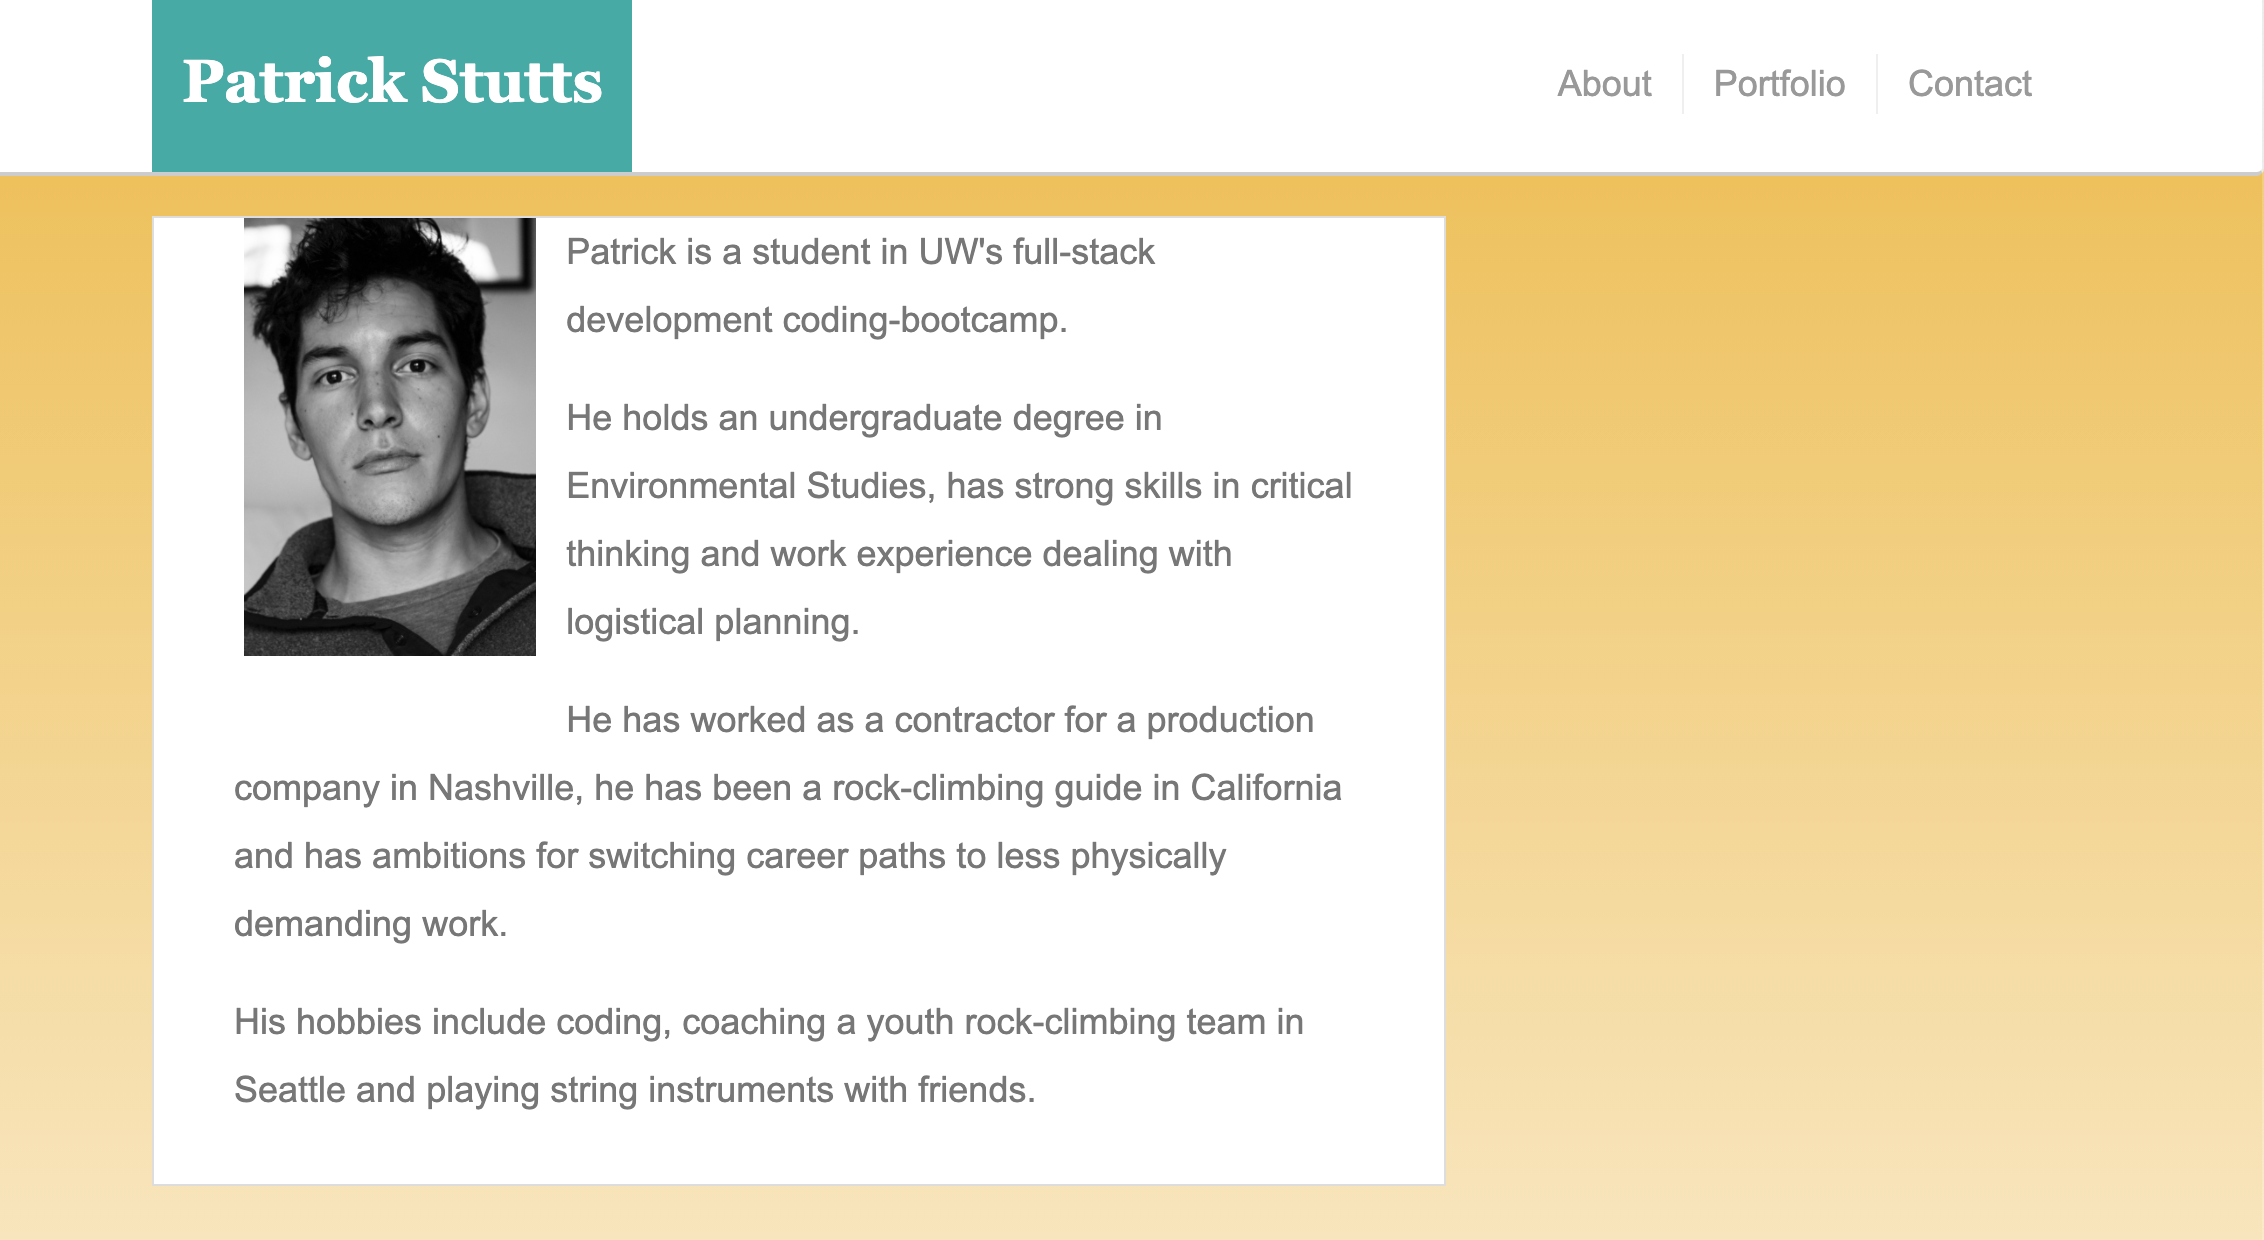 Patrick Stutts
About
Portfolio
Contact
Patrick is a student in UW's full-stack
development coding-bootcamp.
He holds an undergraduate degree in
Environmental Studies, has strong skills in critical
thinking and work experience dealing with
logistical planning.
He has worked as a contractor for a production
company in Nashville, he has been a rock-climbing guide in California
and has ambitions for switching career paths to less physically
demanding work.
His hobbies include coding, coaching a youth rock-climbing team in
Seattle and playing string instruments with friends.